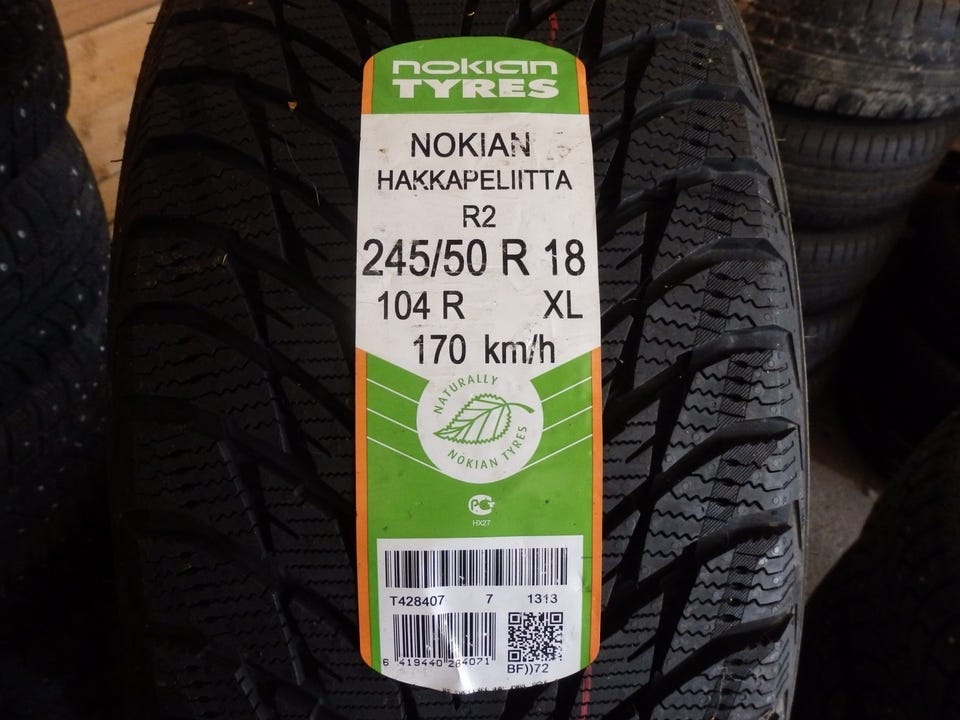 nokian
TYRES
NOKIAN
HAKKAPELIITTA
R2
245/50 R 18
104 R XL
170 km/h
NATURALLY
NOKIAN TYRES
PC
HX27
T428407 7 1313
6 419440 284071
BF))72